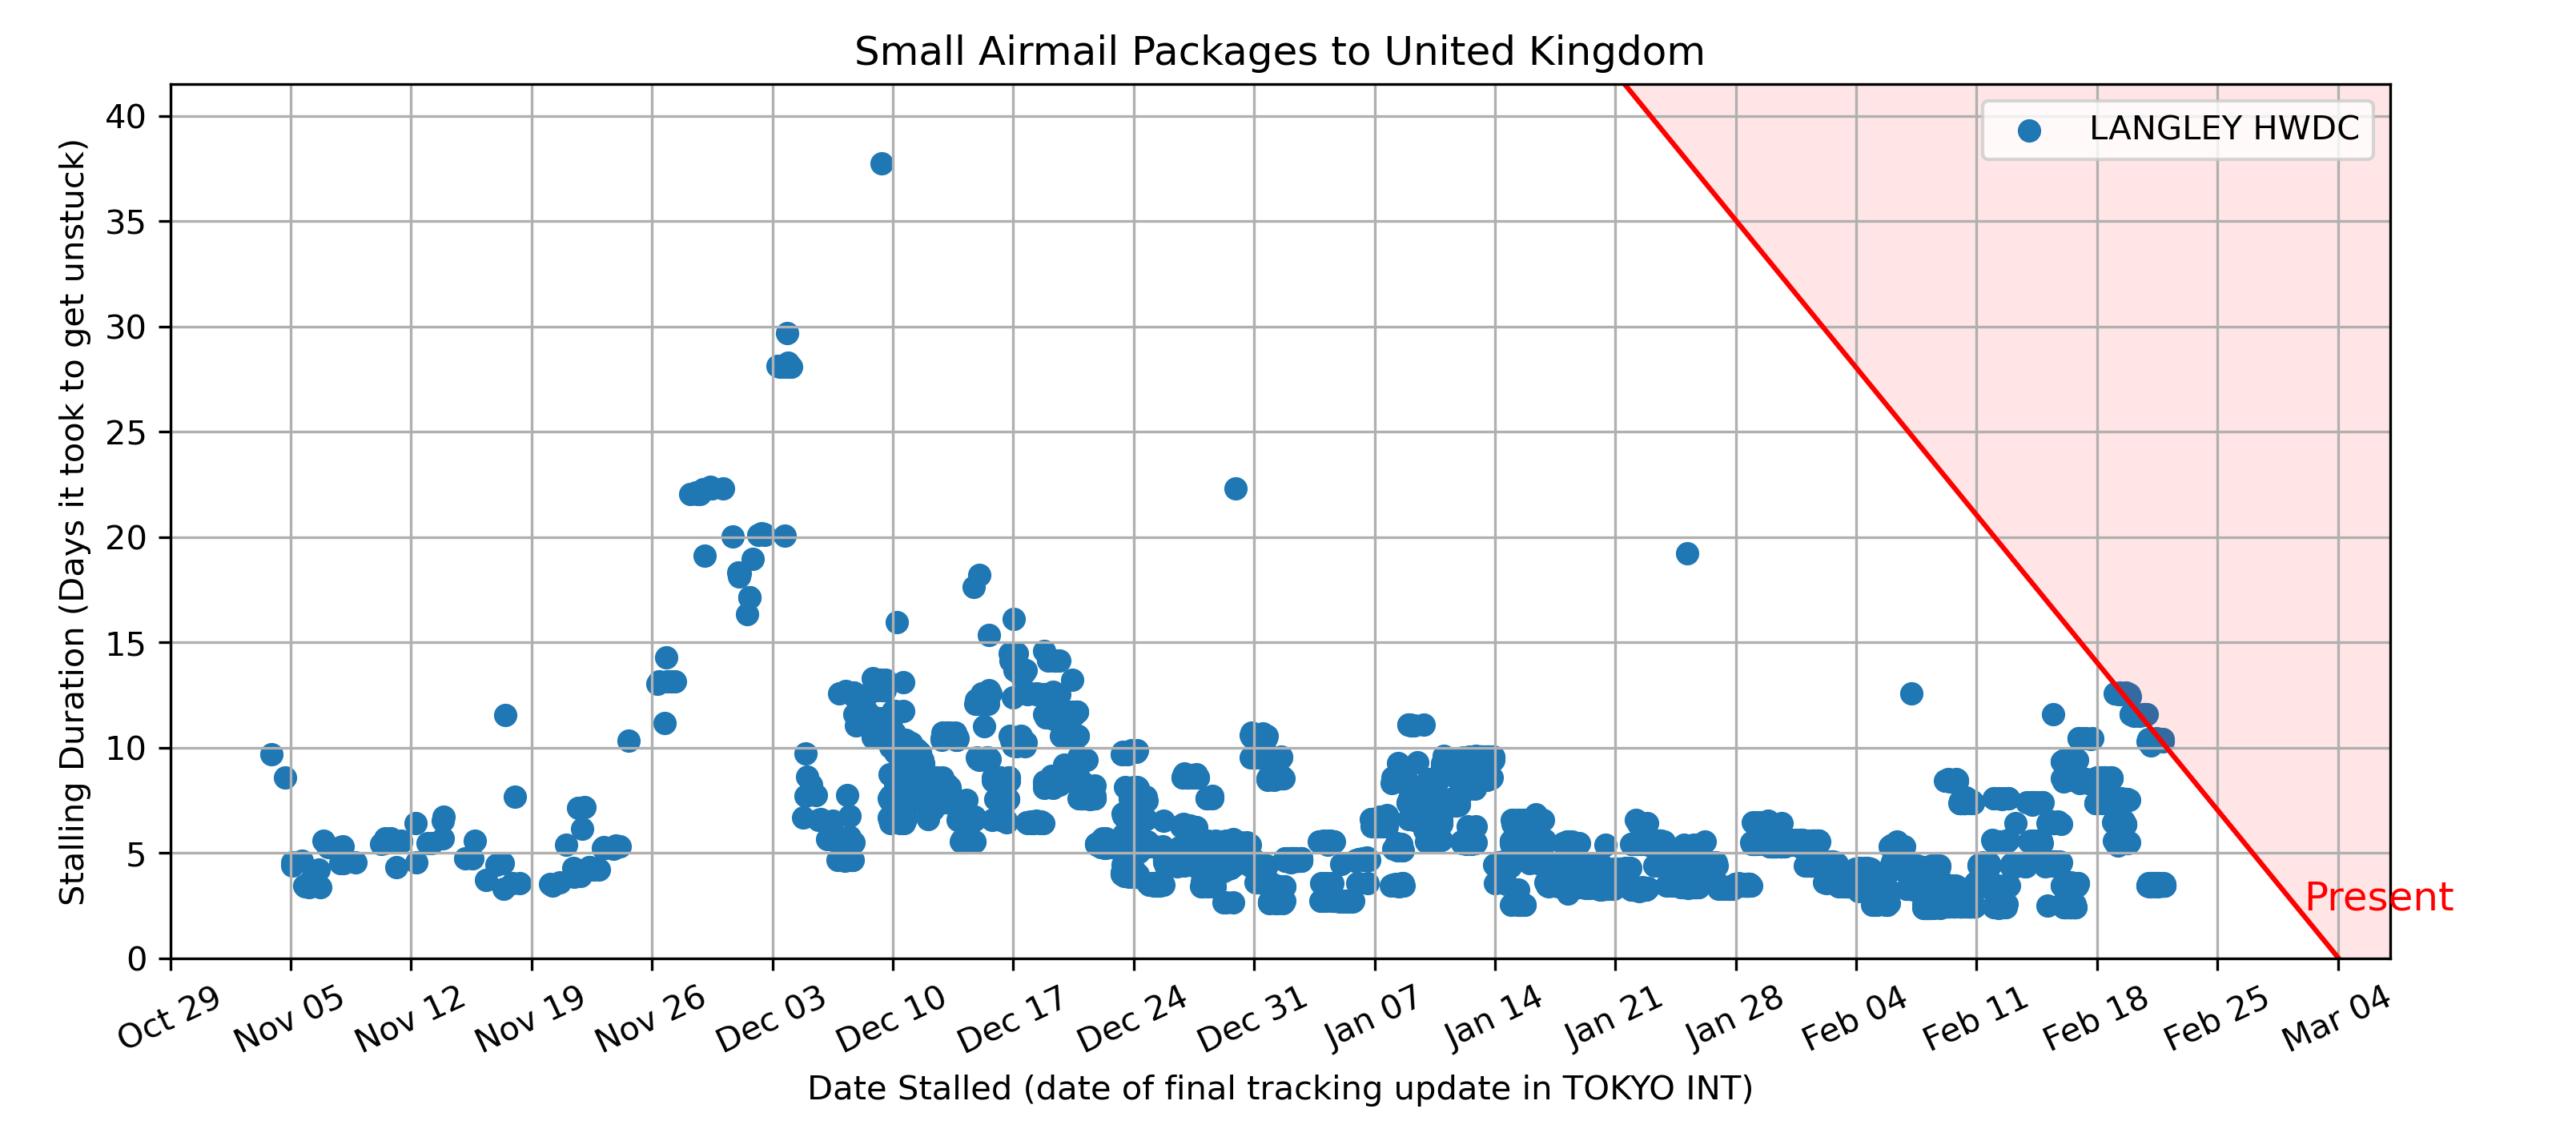 Small Airmail Packages to United Kingdom
LANGLEY HWDC
Stalling Duration (Days it took to get unstuck)
40
35
30
25
20
15
10
5
0
Present
Oct 29 Nov 05 Nov 12 Nov 19 Nov 26 Dec 03 Dec 10 Dec 17 Dec 24 Dec 31 Jan 07 Jan 14 Jan 21 Jan 28 Feb 04 Feb 11 Feb 18 Feb 25 Mar 04
Date Stalled (date of final tracking update in TOKYO INT)